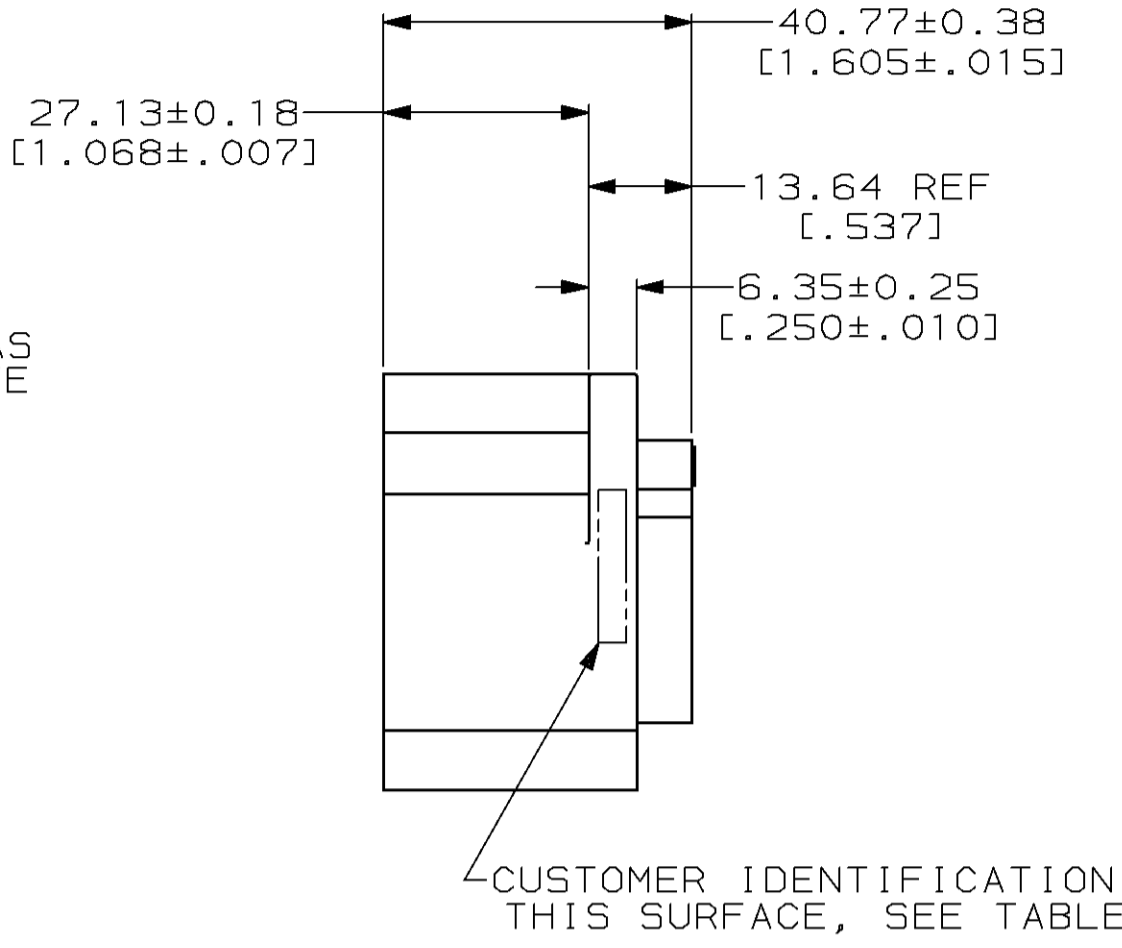 40.77±0.38
[1.605±.015]
27.13±0.18
[1.068±.007]
13.64 REF
[.537]
6.35±0.25
[.250±.010]
AS
E
CUSTOMER IDENTIFICATION
THIS SURFACE, SEE TABLE